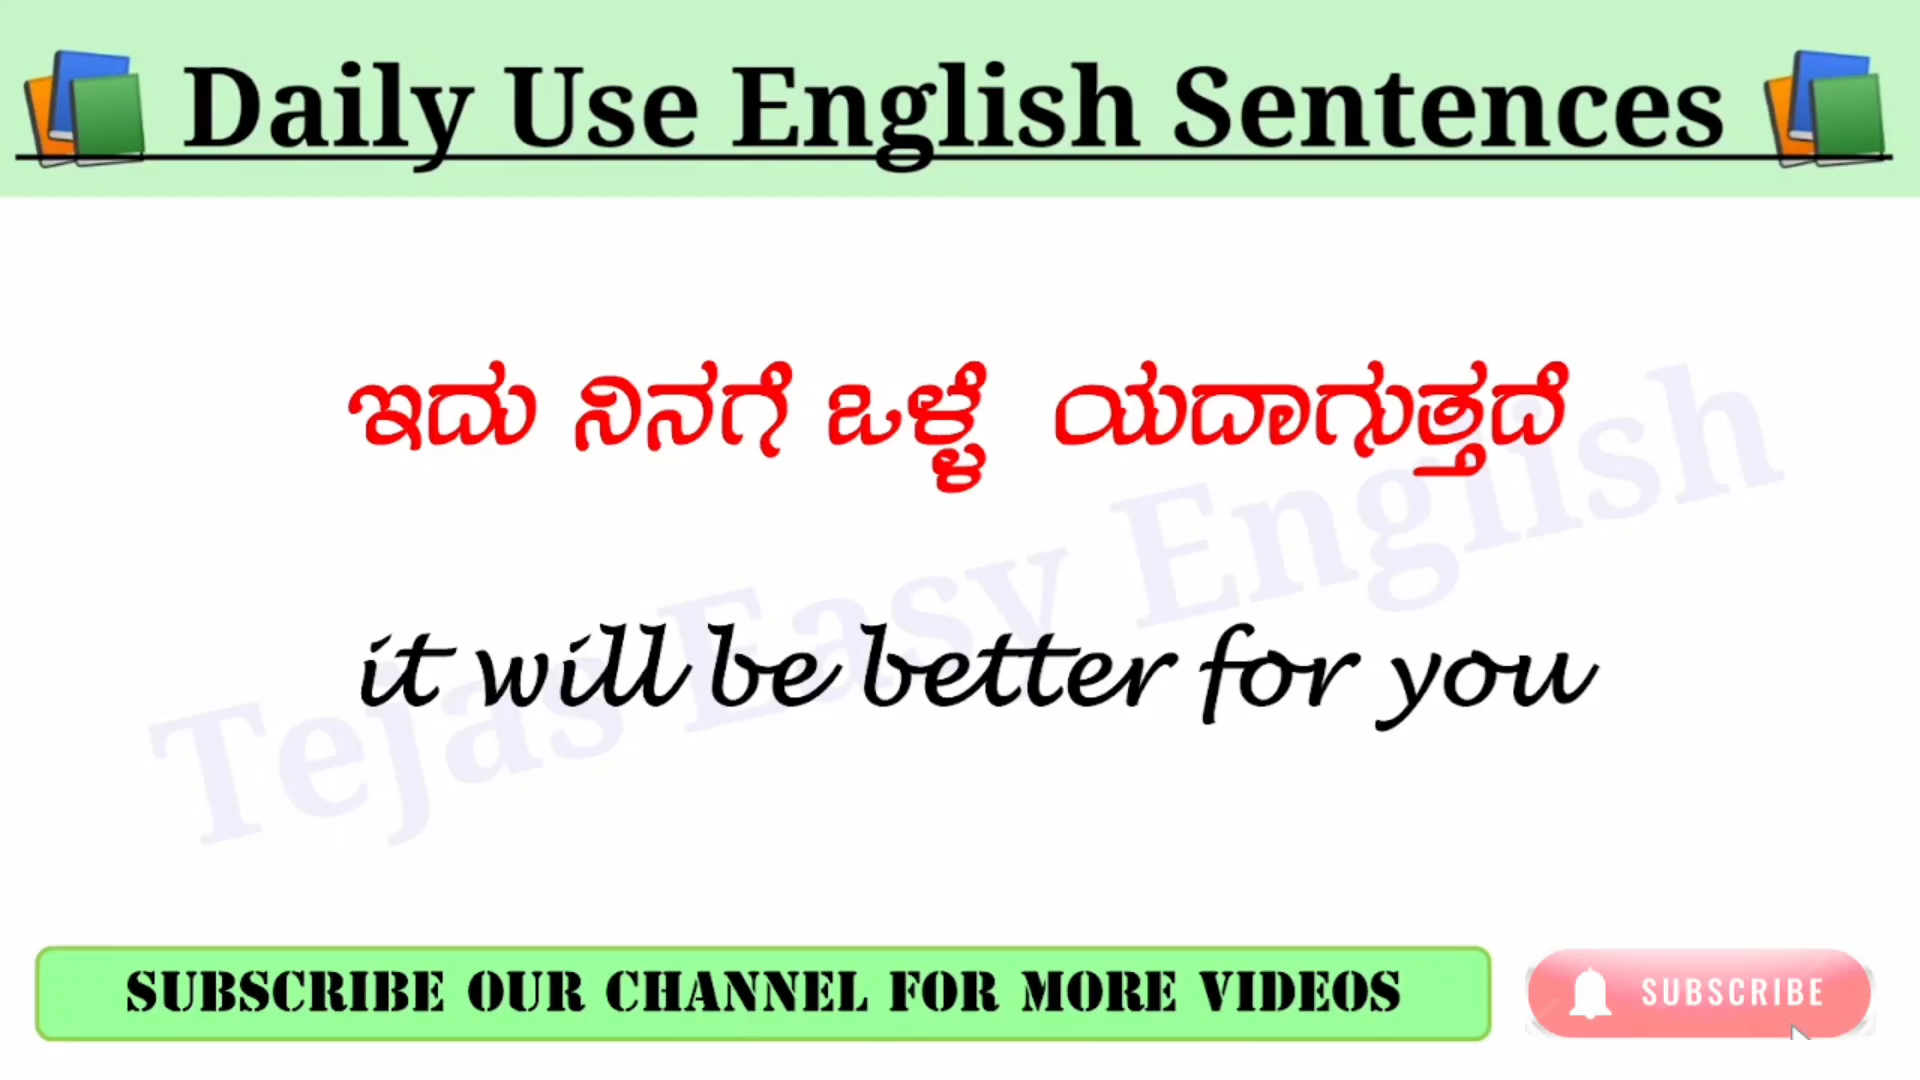 Daily Use English Sentences
ಇದು ನಿನಗೆ ಒಳ್ಳೆ ಯದಾಗುತ್ತದೆ
it will be better for you
Tejas Easy English
SUBSCRIBE OUR CHANNEL FOR MORE VIDEOS
SUBSCRIBE